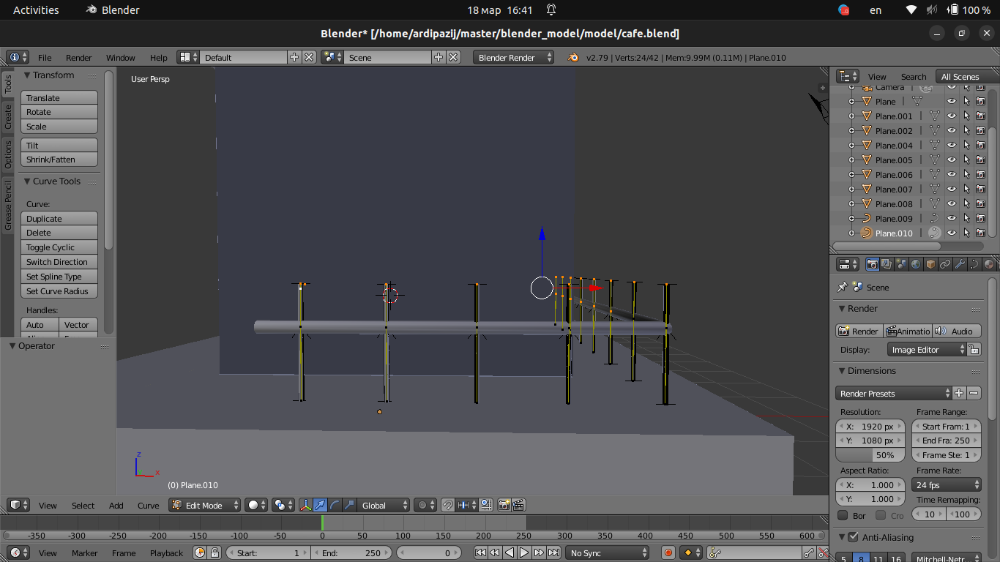 Activities Blender 18 мар 16:41 en 100 %
Blender* [/home/ardipazij/master/blender_model/model/cafe.blend]
File Render Window Help Default Scene Blender Render v2.79 | Verts:24/42 | Mem:9.99M (0.11M) | Plane.010
Tools
Create
Options
Grease Pencil
Transform
Translate
Rotate
Scale
Tilt
Shrink/Fatten
Curve Tools
Curve:
Duplicate
Delete
Toggle Cyclic
Switch Direction
Set Spline Type
Set Curve Radius
Handles:
Auto Vector
Operator
User Persp
z
x
(0) Plane.010
View Search All Scenes
Camera
Plane
Plane.001
Plane.002
Plane.004
Plane.005
Plane.006
Plane.007
Plane.008
Plane.009
Plane.010
Scene
Render
Render Animatio Audio
Display: Image Editor
Dimensions
Render Presets
Resolution: Frame Range:
X: 1920 px Start Fram: 1
Y: 1080 px End Fra: 250
50% Frame Ste: 1
Aspect Ratio: Frame Rate:
X: 1.000 24 fps
Y: 1.000 Time Remapping:
Bor Cro 10 100
Anti-Aliasing
5 8 11 16 Mitchell-Netr...
View Select Add Curve Edit Mode Global
-350 -300 -250 -200 -150 -100 -50 0 50 100 150 200 250 300 350 400 450 500 550 600
View Marker Frame Playback Start: 1 End: 250 0 No Sync